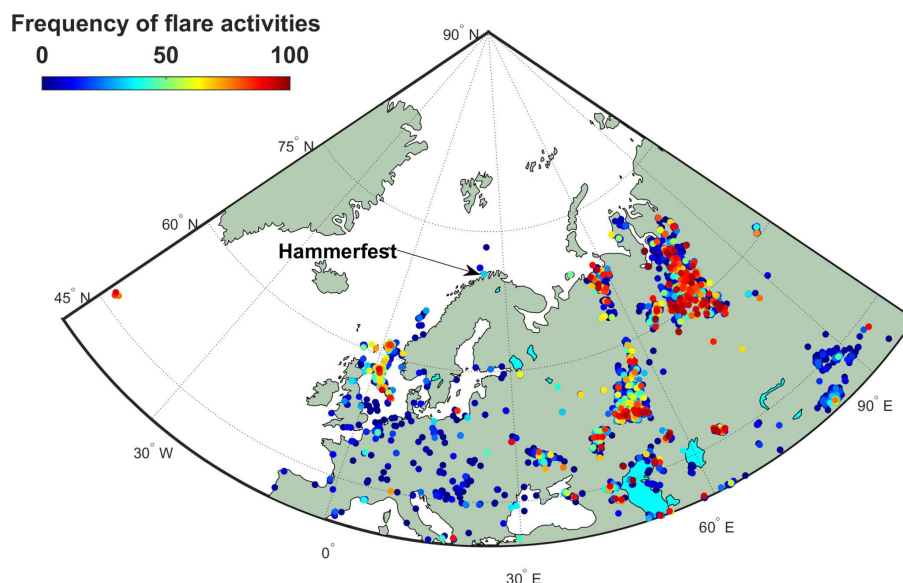 Frequency of flare activities
0 50 100
90° N
75° N
60° N
45° N
Hammerfest
30° W
0°
30° E
60° E
90° E